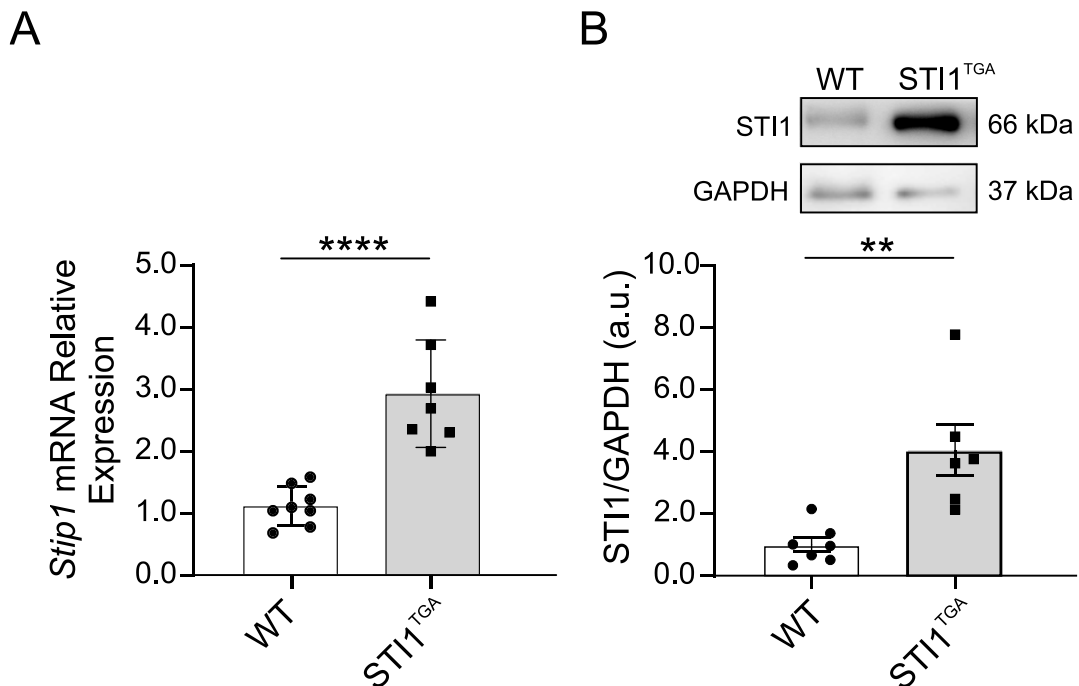 A
****
5.0
4.0
3.0
2.0
1.0
0.0
Stip1 mRNA Relative
Expression
WT
STI1TGA
B
WT STI1TGA
STI1 66 kDa
GAPDH 37 kDa
**
10.0
8.0
6.0
4.0
2.0
0.0
STI1/GAPDH (a.u.)
WT
STI1TGA